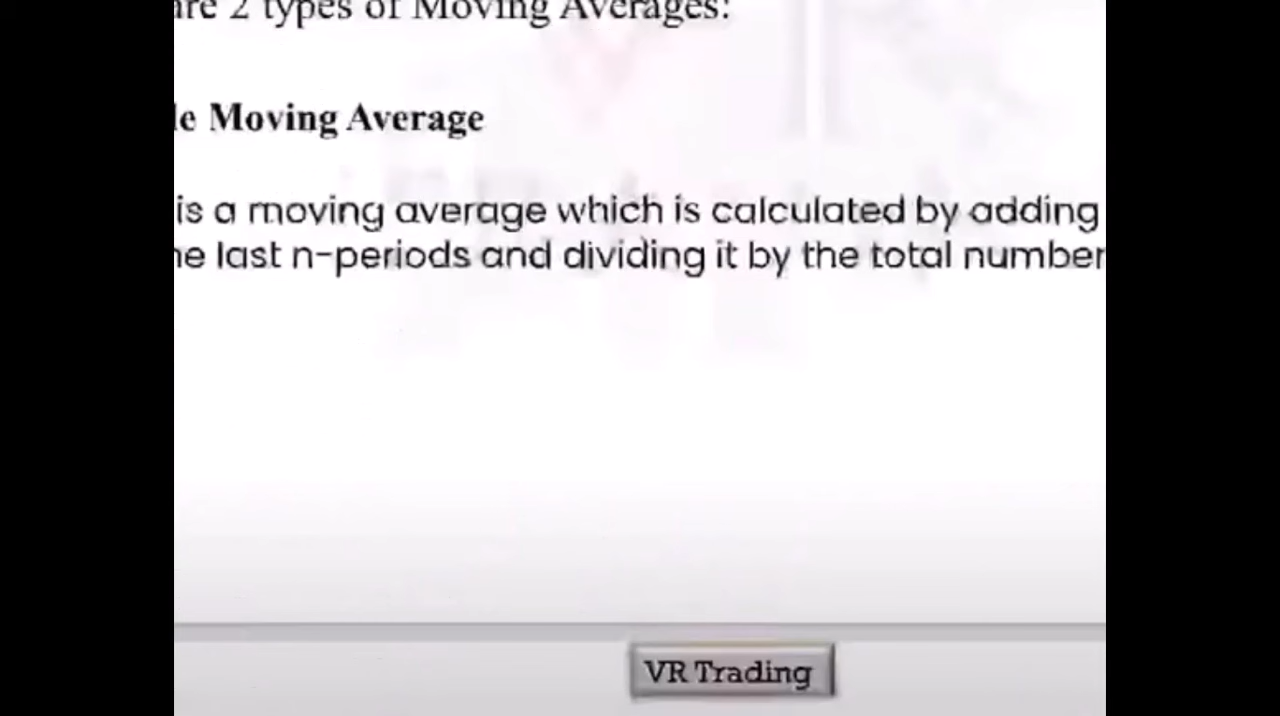 are 2 types of Moving Averages:
le Moving Average
is a moving average which is calculated by adding
he last n-periods and dividing it by the total number
VR Trading